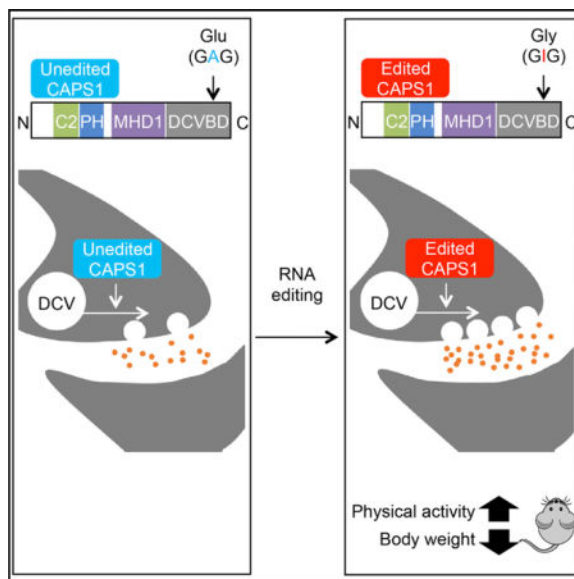 Glu
(GAG)
Unedited
CAPS1
N C2 PH MHD1 DCVBD C
Unedited
CAPS1
DCV
RNA
editing
Gly
(GIG)
Edited
CAPS1
N C2 PH MHD1 DCVBD C
Edited
CAPS1
DCV
Physical activity
Body weight